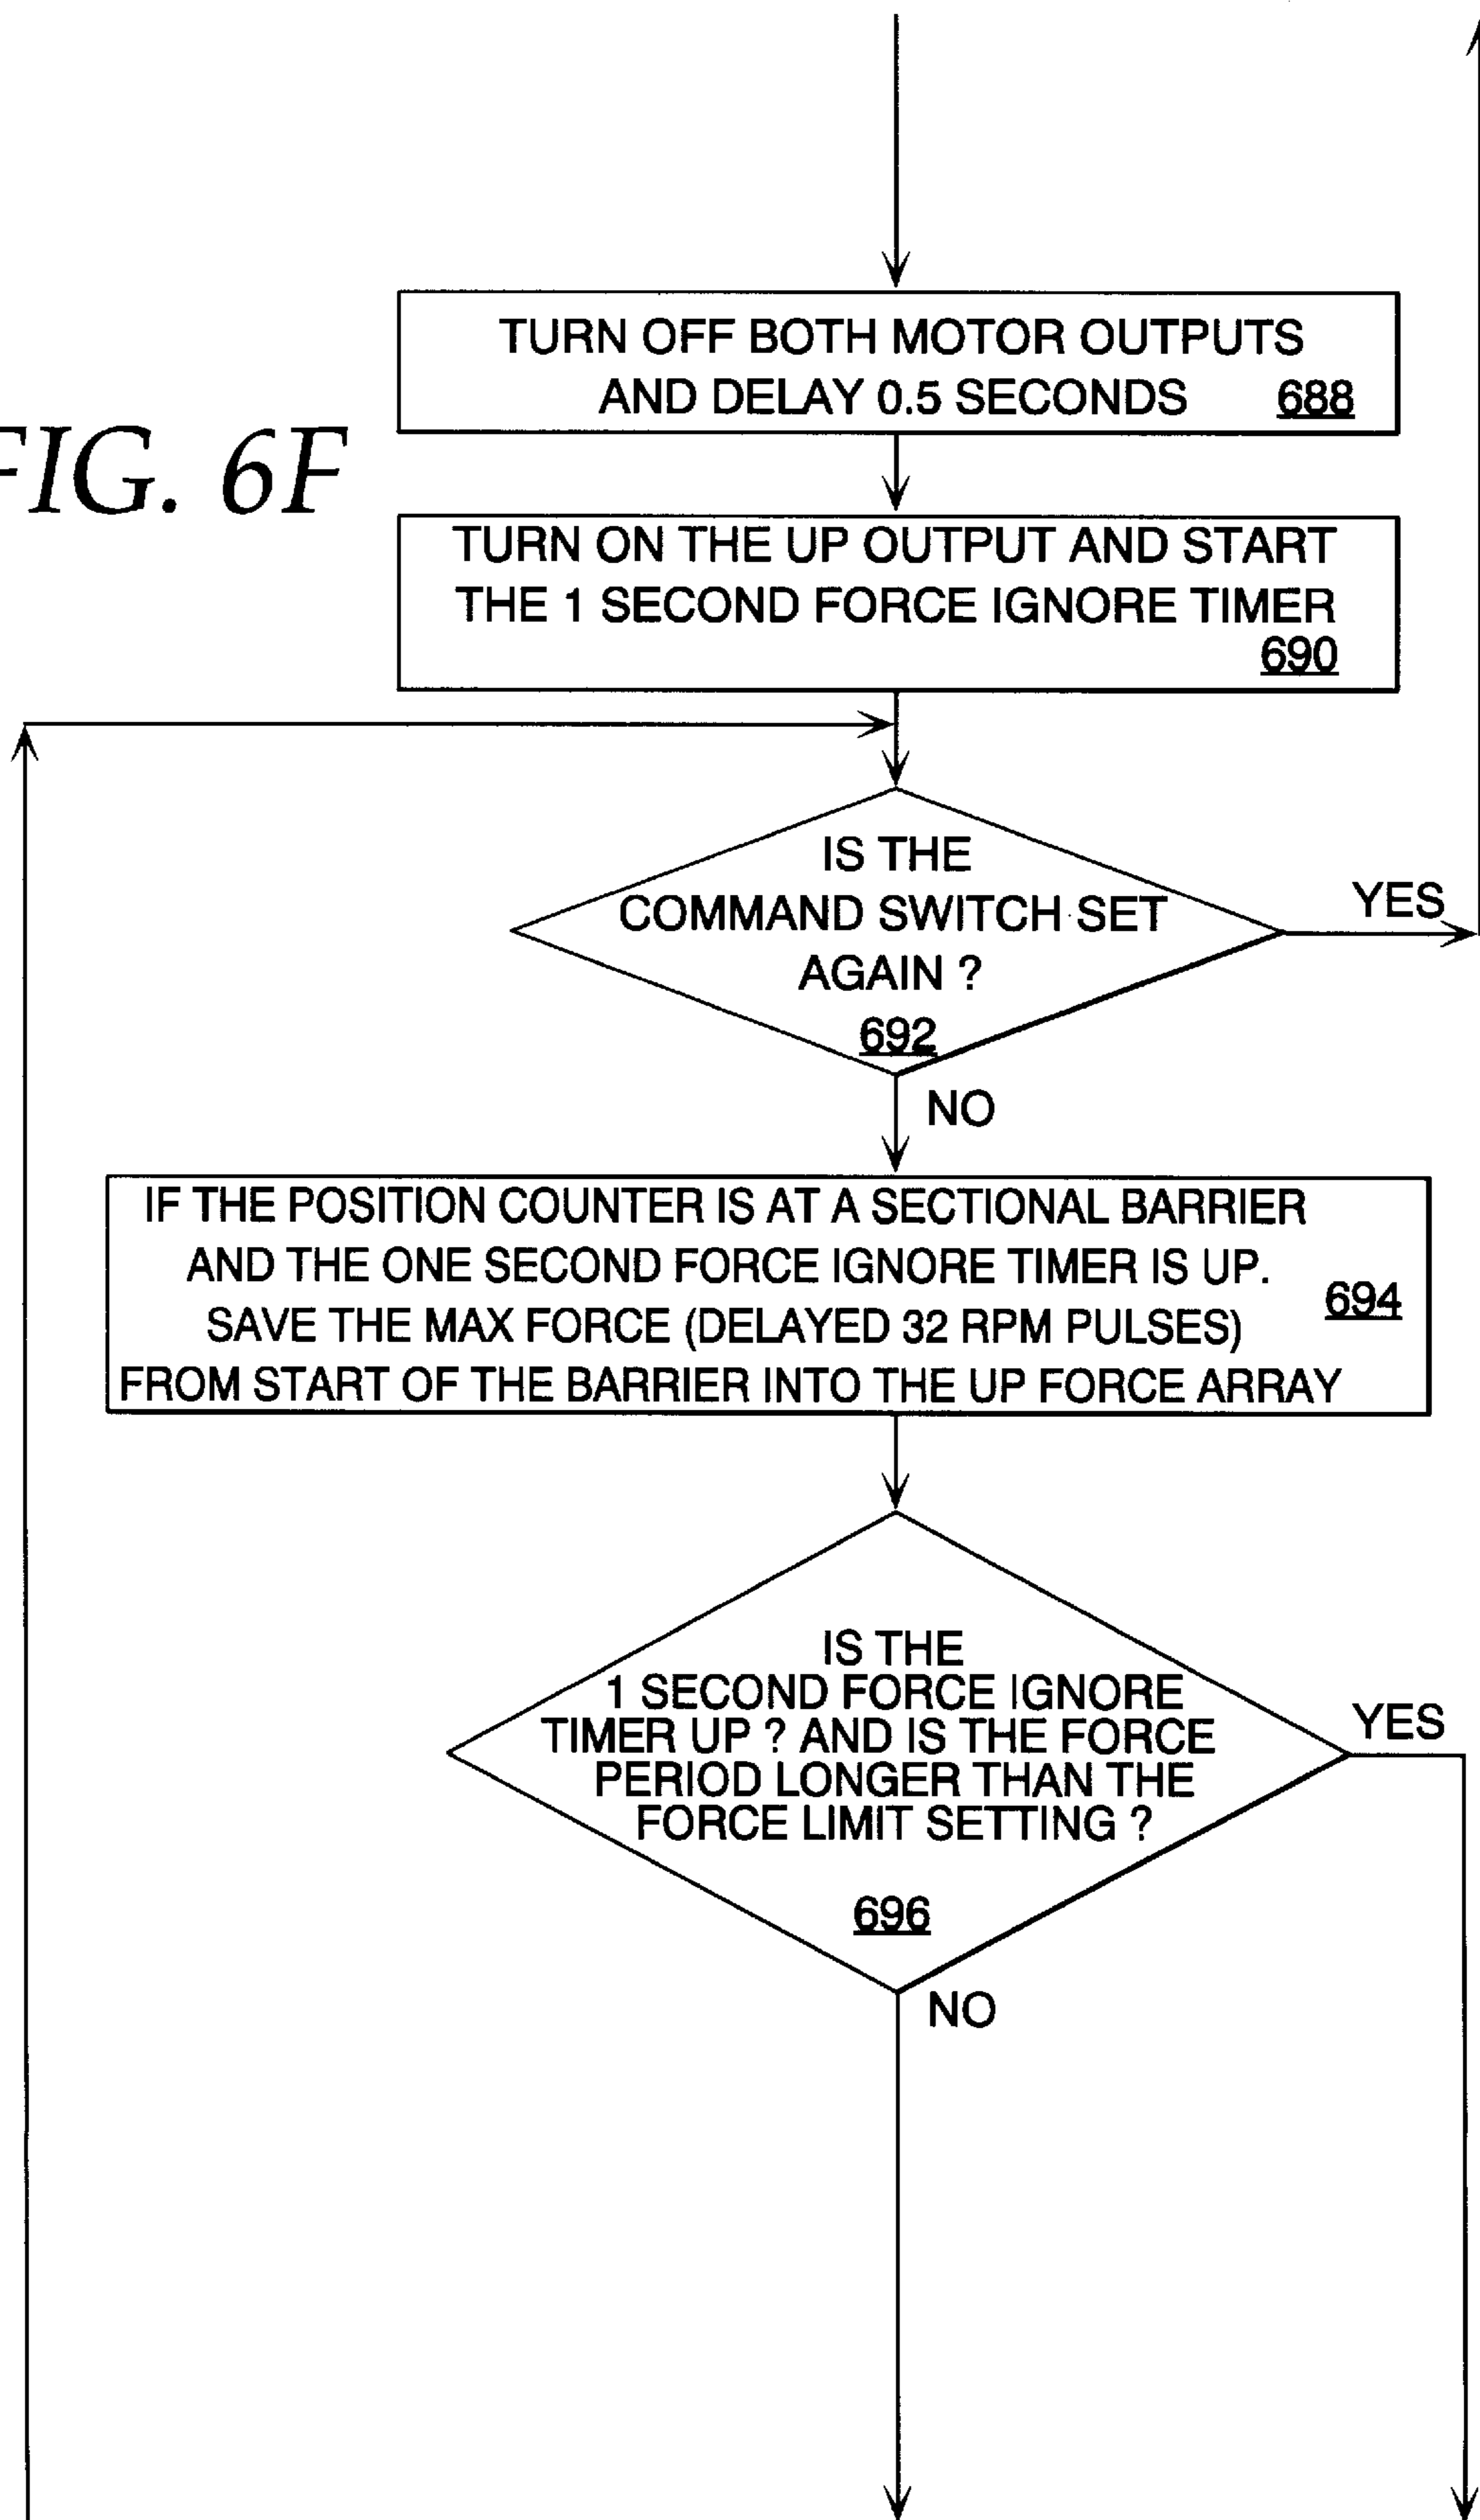 TURN OFF BOTH MOTOR OUTPUTS
AND DELAY 0.5 SECONDS 688
FIG. 6F
TURN ON THE UP OUTPUT AND START
THE 1 SECOND FORCE IGNORE TIMER
690
IS THE
COMMAND SWITCH SET
AGAIN ?
692
YES
NO
IF THE POSITION COUNTER IS AT A SECTIONAL BARRIER
AND THE ONE SECOND FORCE IGNORE TIMER IS UP.
SAVE THE MAX FORCE (DELAYED 32 RPM PULSES)
FROM START OF THE BARRIER INTO THE UP FORCE ARRAY
694
IS THE
1 SECOND FORCE IGNORE
TIMER UP ? AND IS THE FORCE
PERIOD LONGER THAN THE
FORCE LIMIT SETTING ?
696
YES
NO